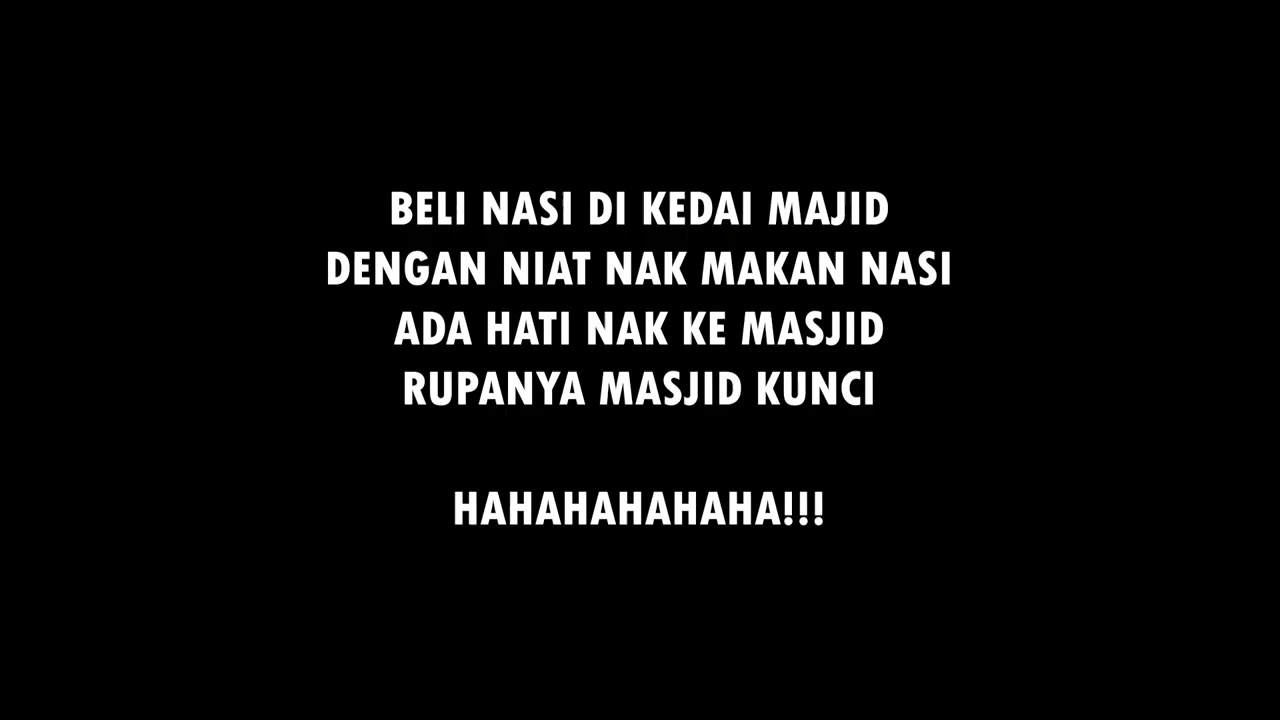 BELI NASI DI KEDAI MAJID
DENGAN NIAT NAK MAKAN NASI
ADA HATI NAK KE MASJID
RUPANYA MASJID KUNCI
HAHAHAHAHAHA!!!